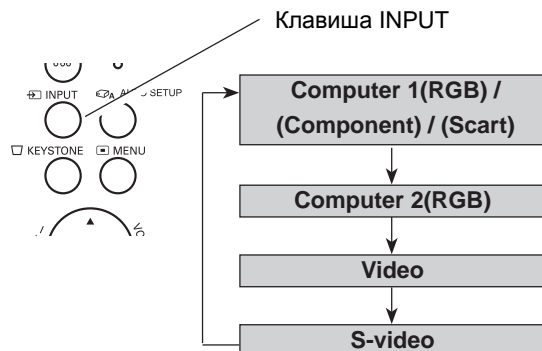 Клавиша INPUT
INPUT
SETUP
KEYSTONE
MENU
Computer 1(RGB) /
(Component) / (Scart)
Computer 2(RGB)
Video
S-video